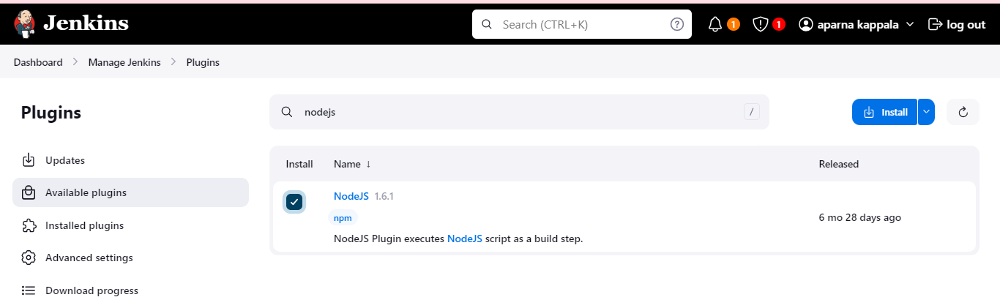 Jenkins
Search (CTRL+K)
1
1
aparna kappala
log out
Dashboard
Manage Jenkins
Plugins
Plugins
nodejs
/
Install
Updates
Available plugins
Installed plugins
Advanced settings
Download progress
Install Name ↓ Released
NodeJS 1.6.1
npm
6 mo 28 days ago
NodeJS Plugin executes NodeJS script as a build step.